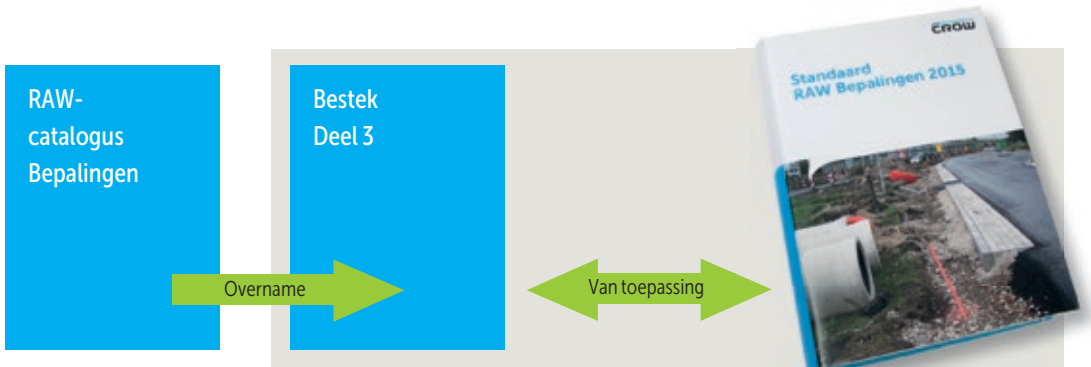 RAW-
catalogus
Bepalingen
Overname
Bestek
Deel 3
Van toepassing
CROW
Standaard
RAW Bepalingen 2015